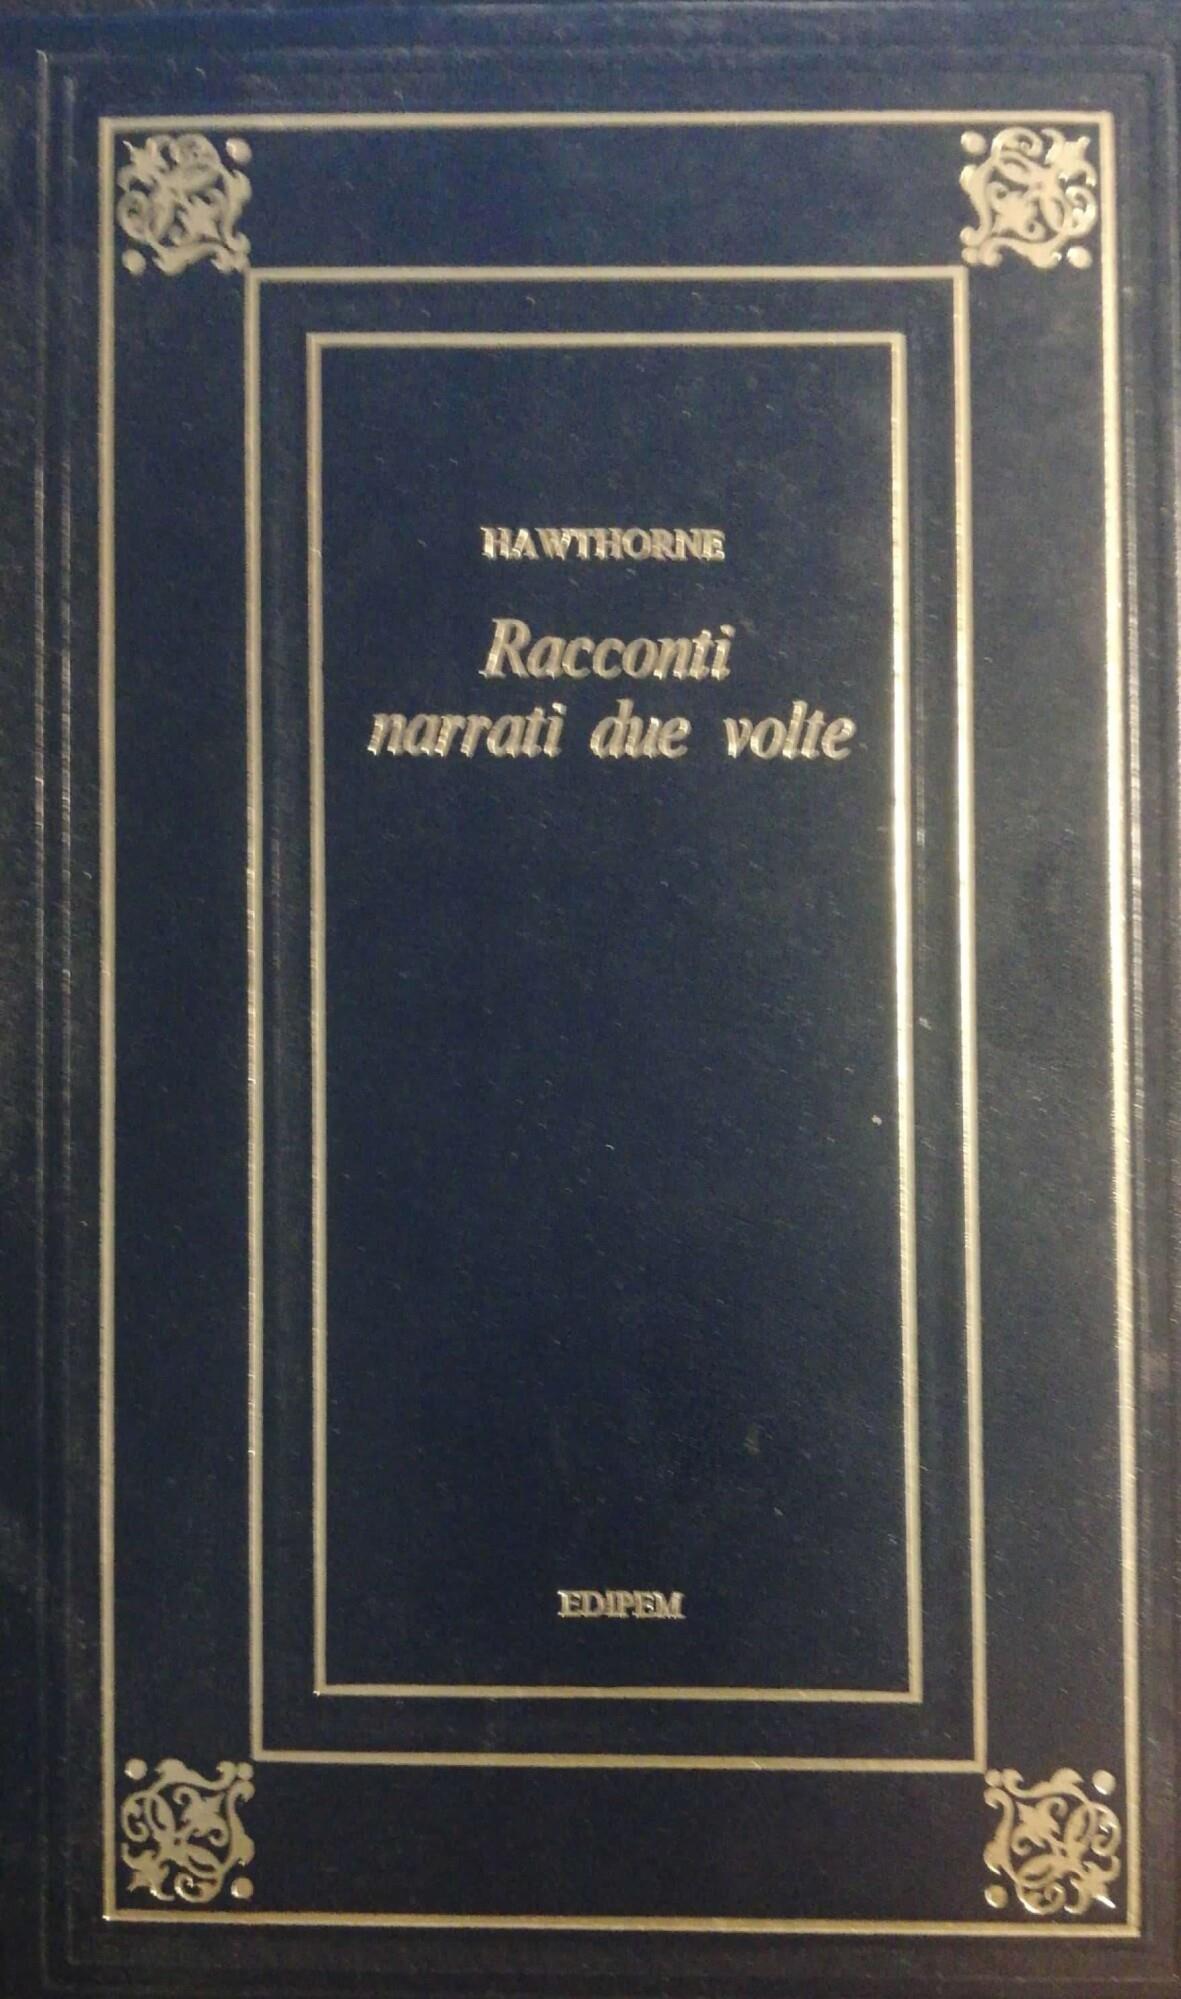 HAWTHORNE
Racconti
narrati due volte
EDIPEM